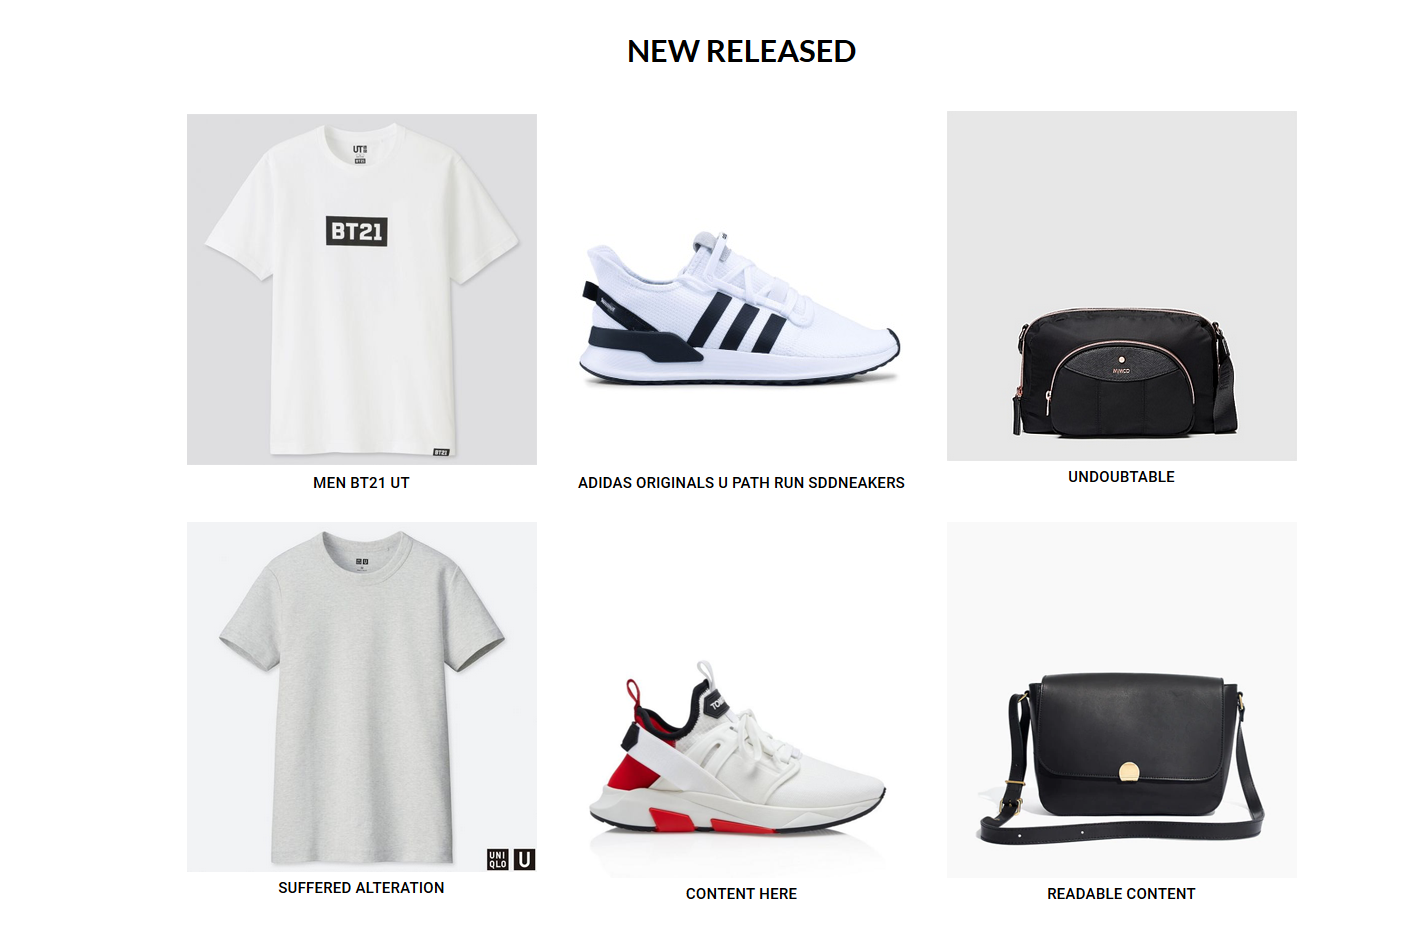 NEW RELEASED
UT
BT21
BT21
MIMCO
MEN BT21 UT
ADIDAS ORIGINALS U PATH RUN SDDNEAKERS
UNDOUBTABLE
U
UNI
QLO
U
SUFFERED ALTERATION
CONTENT HERE
READABLE CONTENT